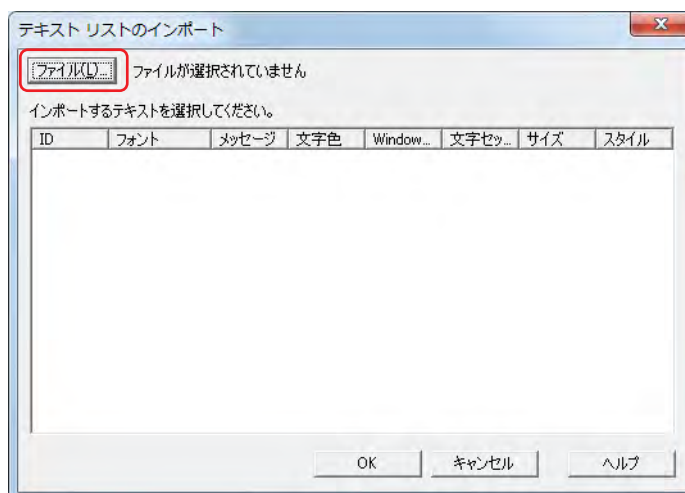 テキスト リストのインポート
ファイル(L)... ファイルが選択されていません
インポートするテキストを選択してください。
ID フォント メッセージ 文字色 Window... 文字セッ... サイズ スタイル
OK キャンセル ヘルプ